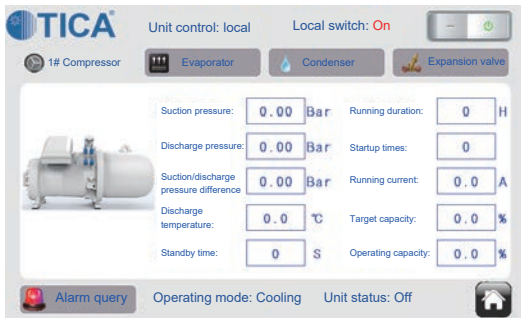 TICA
Unit control: local
Local switch: On
1# Compressor
Evaporator
Condenser
Expansion valve
Suction pressure: 0.00 Bar
Running duration: 0 H
Discharge pressure: 0.00 Bar
Startup times: 0
Suction/discharge
pressure difference 0.00 Bar
Running current: 0.0 A
Discharge
temperature: 0.0 ℃
Target capacity: 0.0 %
Standby time: 0 S
Operating capacity: 0.0 %
Alarm query
Operating mode: Cooling
Unit status: Off